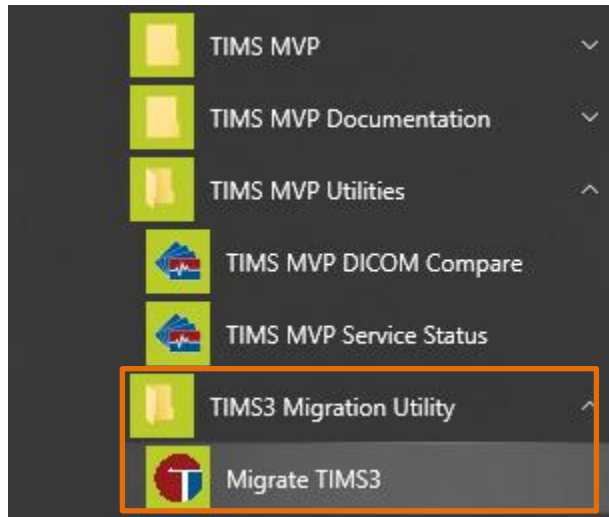 TIMS MVP
TIMS MVP Documentation
TIMS MVP Utilities
TIMS MVP DICOM Compare
TIMS MVP Service Status
TIMS3 Migration Utility
Migrate TIMS3